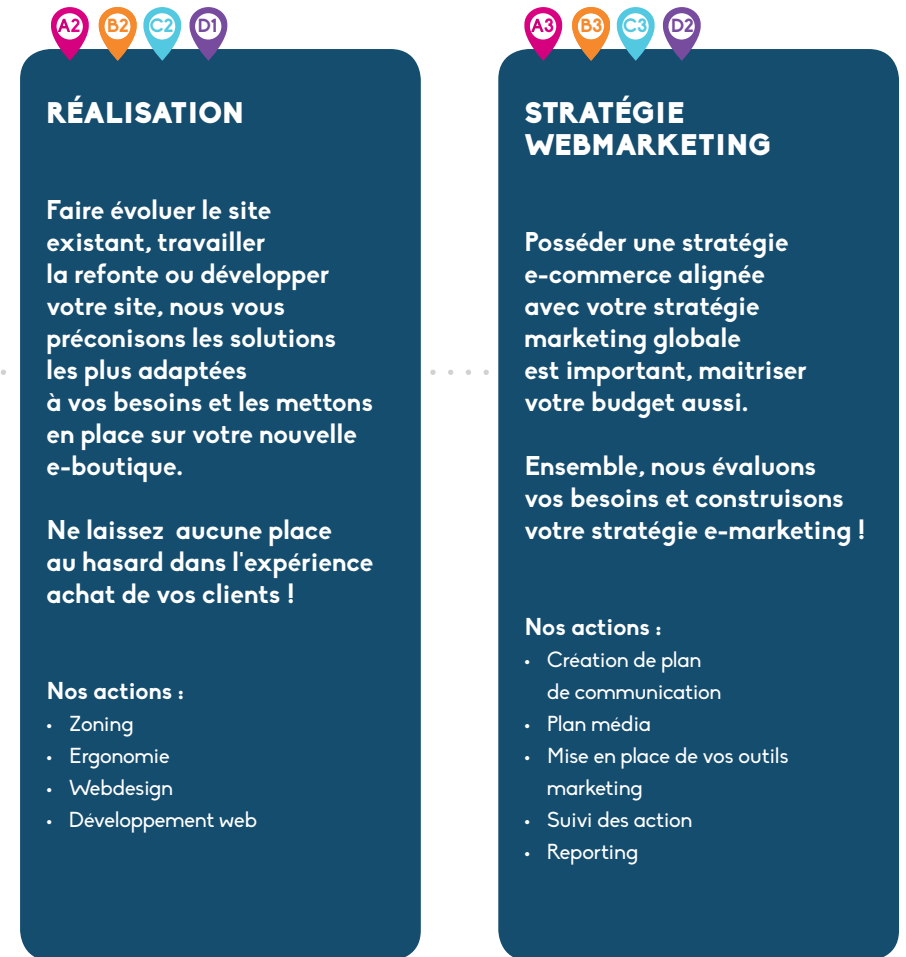 A2 B2 C2 D1
RÉALISATION
Faire évoluer le site
existant, travailler
la refonte ou développer
votre site, nous vous
préconisons les solutions
les plus adaptées
à vos besoins et les mettons
en place sur votre nouvelle
e-boutique.
Ne laissez  aucune place
au hasard dans l'expérience
achat de vos clients !
Nos actions :
• Zoning
• Ergonomie
• Webdesign
• Développement web
A3 B3 C3 D2
STRATÉGIE
WEBMARKETING
Posséder une stratégie
e-commerce alignée
avec votre stratégie
marketing globale
est important, maitriser
votre budget aussi.
Ensemble, nous évaluons
vos besoins et construisons
votre stratégie e-marketing !
Nos actions :
• Création de plan
de communication
• Plan média
• Mise en place de vos outils
marketing
• Suivi des action
• Reporting